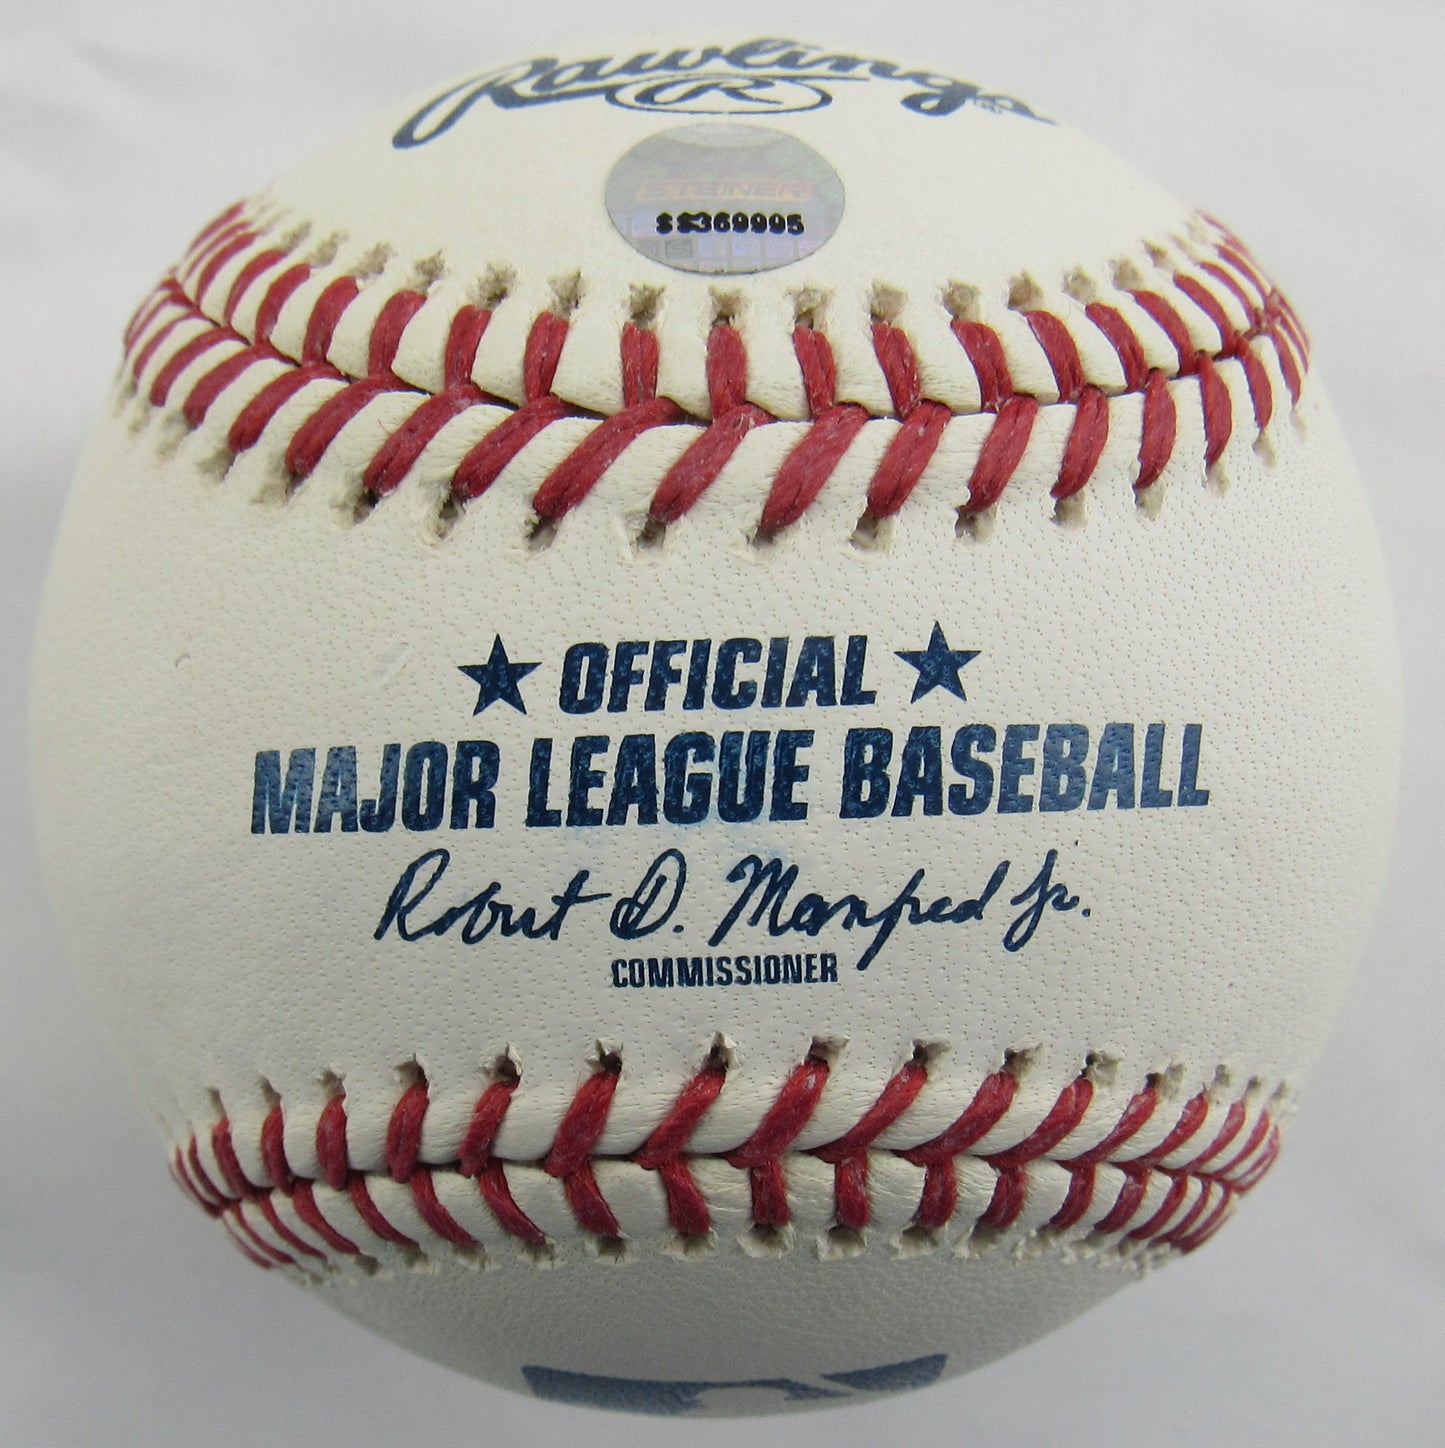 Rawlings
R
STEINER
SS369995
★ OFFICIAL ★
MAJOR LEAGUE BASEBALL
Robert D. Manfred Jr.
COMMISSIONER